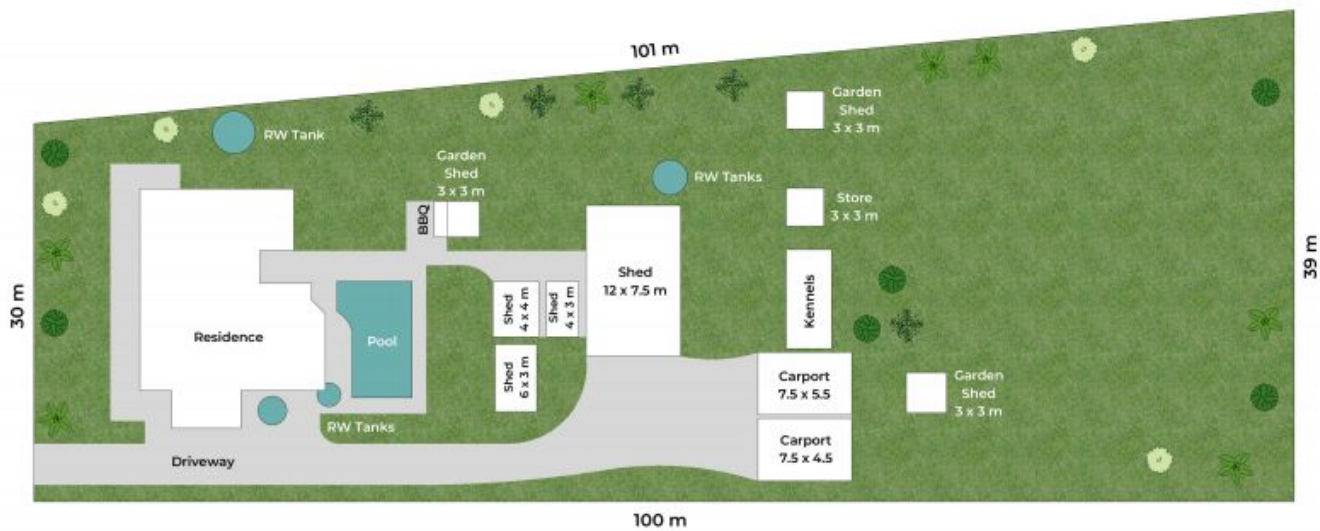 101 m
Garden
Shed
3 x 3 m
RW Tank
Garden
Shed
3 x 3 m
RW Tanks
Store
3 x 3 m
BBQ
39 m
Shed
12 x 7.5 m
Kennels
30 m
Shed
4 x 4 m
Shed
4 x 3 m
Residence
Pool
Shed
6 x 3 m
Carport
7.5 x 5.5
Garden
Shed
3 x 3 m
RW Tanks
Carport
7.5 x 4.5
Driveway
100 m